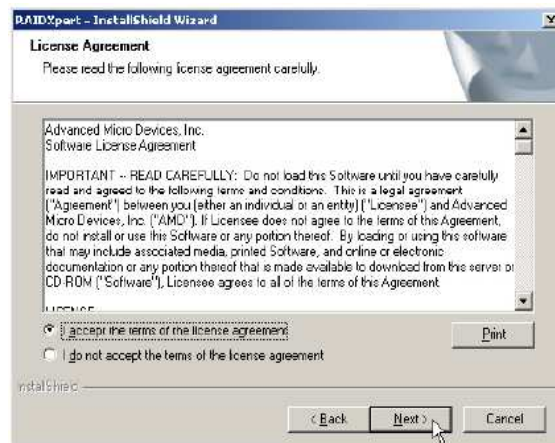 RAIDXpert - InstallShield Wizard
License Agreement
Please read the following license agreement carefully.
Advanced Micro Devices, Inc.
Software License Agreement
IMPORTANT -- READ CAREFULLY: Do not load this Software until you have carefully
read and agreed to the following terms and conditions. This is a legal agreement
("Agreement") between you (either an individual or an entity) ("Licensee") and Advanced
Micro Devices, Inc. ("AMD"). If Licensee does not agree to the terms of this Agreement,
do not install or use this Software or any portion thereof. By loading or using this software
that may include associated media, printed Software, and online or electronic
documentation or any portion thereof that is made available to download from this server or
CD-ROM ("Software"), Licensee agrees to all of the terms of this Agreement
LICENSE
I accept the terms of the license agreement
Print
I do not accept the terms of the license agreement
InstallShield
< Back
Next >
Cancel